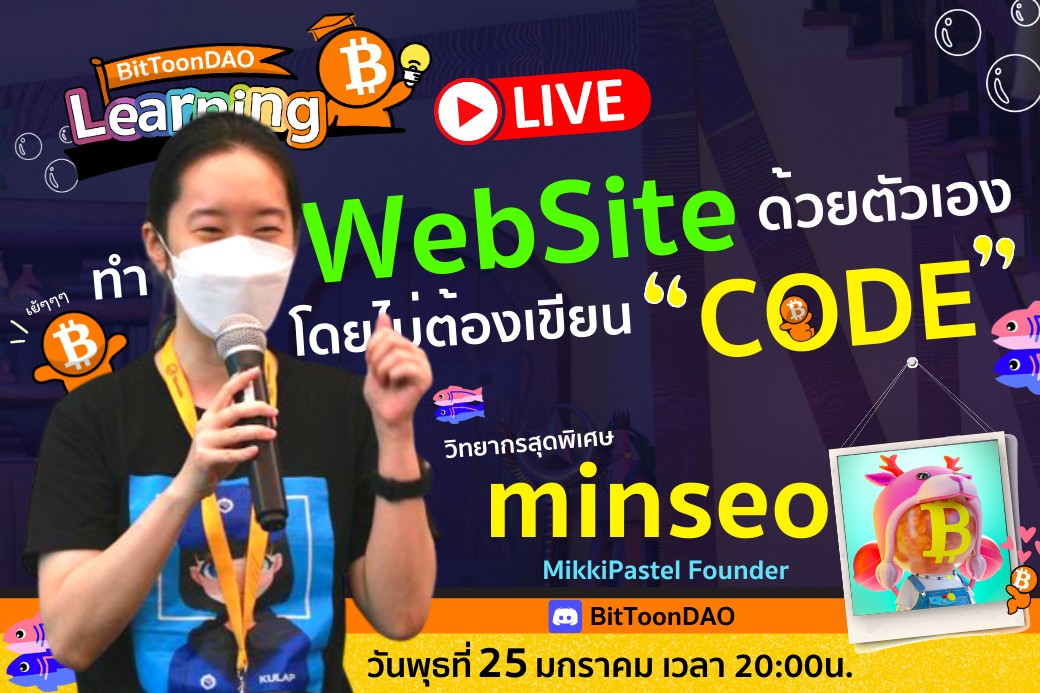 BitToonDAO
Learning
LIVE
ทำ WebSite ด้วยตัวเอง
เย้ๆๆๆ
โดยไม่ต้องเขียน “CODE”
วิทยากรสุดพิเศษ
minseo
MikkiPastel Founder
BitToonDAO
วันพุธที่ 25 มกราคม เวลา 20:00น.
KULAP